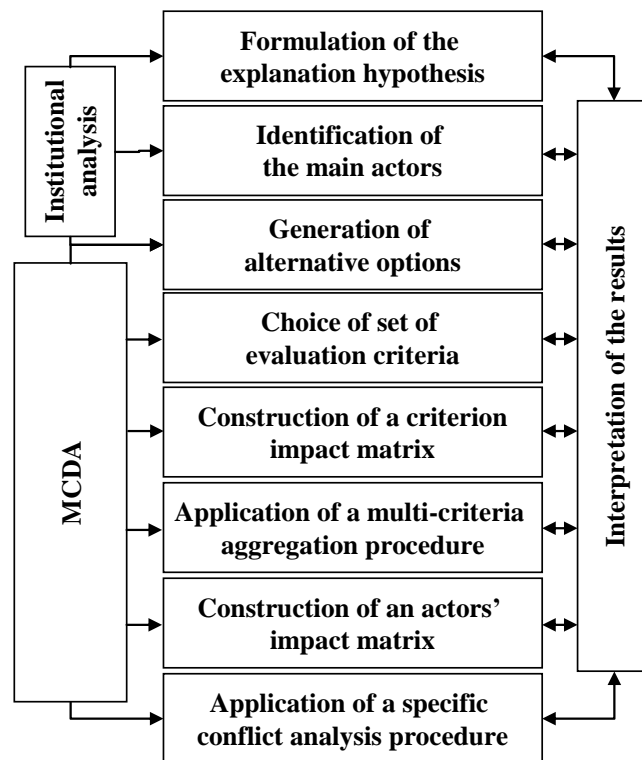 Formulation of the
explanation hypothesis
Institutional
analysis
Identification of
the main actors
Generation of
alternative options
Choice of set of
evaluation criteria
Construction of a criterion
impact matrix
MCDA
Application of a multi-criteria
aggregation procedure
Construction of an actors’
impact matrix
Application of a specific
conflict analysis procedure
Interpretation of the results